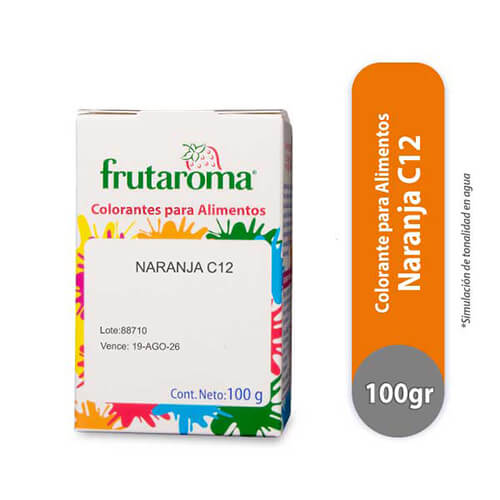 frutaroma®
Colorantes para Alimentos
NARANJA C12
Lote:88710
Vence: 19-AGO-26
Cont. Neto: 100 g
Colorante para Alimentos
Naranja C12
100gr
*Simulación de tonalidad en agua